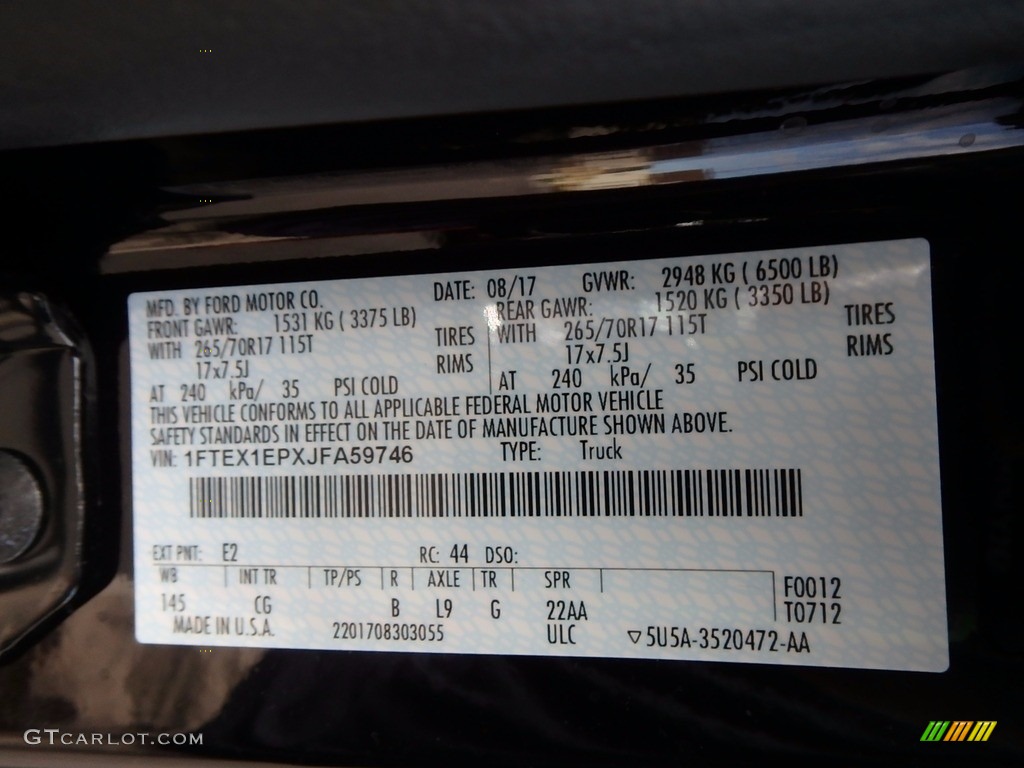 MFD. BY FORD MOTOR CO. DATE: 08/17 GVWR: 2948 KG ( 6500 LB)
FRONT GAWR: 1531 KG ( 3375 LB) REAR GAWR: 1520 KG ( 3350 LB)
WITH 265/70R17 115T TIRES WITH 265/70R17 115T TIRES
17x7.5J RIMS 17x7.5J RIMS
AT 240 kPa/ 35 PSI COLD AT 240 kPa/ 35 PSI COLD
THIS VEHICLE CONFORMS TO ALL APPLICABLE FEDERAL MOTOR VEHICLE
SAFETY STANDARDS IN EFFECT ON THE DATE OF MANUFACTURE SHOWN ABOVE.
VIN: 1FTEX1EPXJFA59746 TYPE: Truck
EXT PNT: E2 RC: 44 DSO:
WB INT TR TP/PS R AXLE TR SPR F0012
145 CG B L9 G 22AA T0712
MADE IN U.S.A. 2201708303055 ULC ▽5U5A-3520472-AA
GTCARLOT.COM